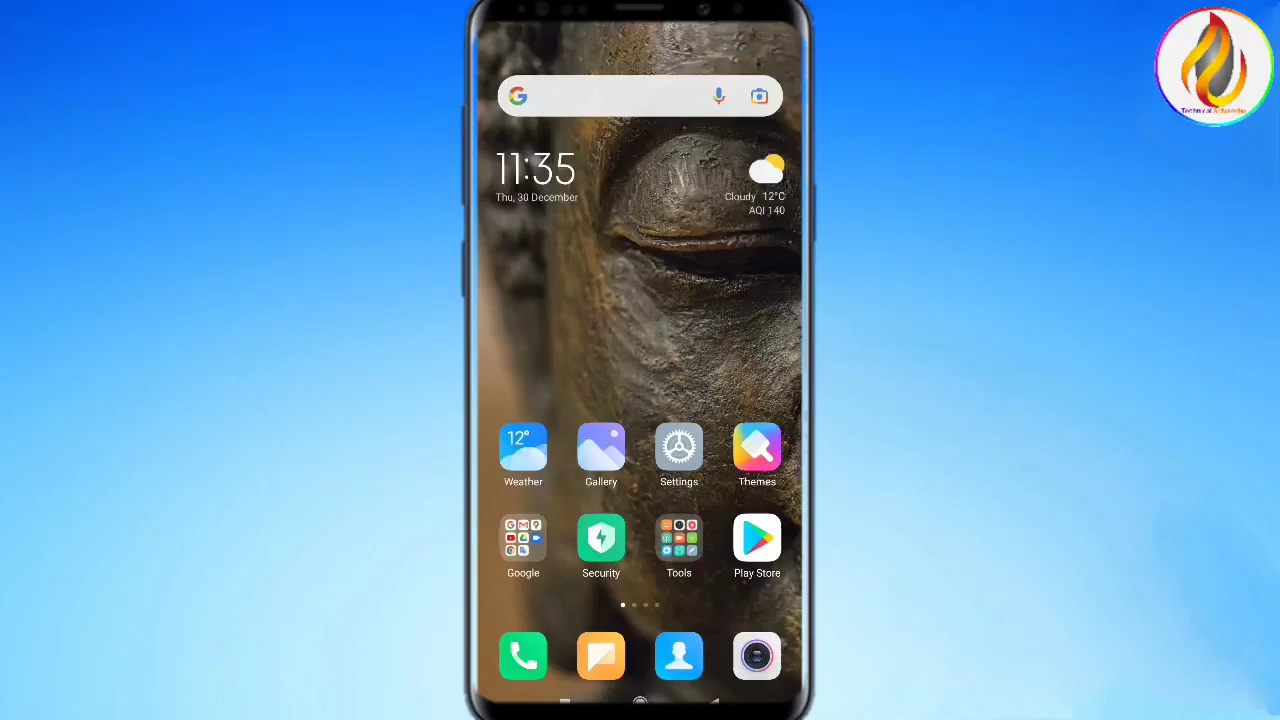 Technical
11:35
Thu, 30 December
Cloudy 12°C
AQI 140
12°
Weather
Gallery
Settings
Themes
Google
Security
Tools
Play Store